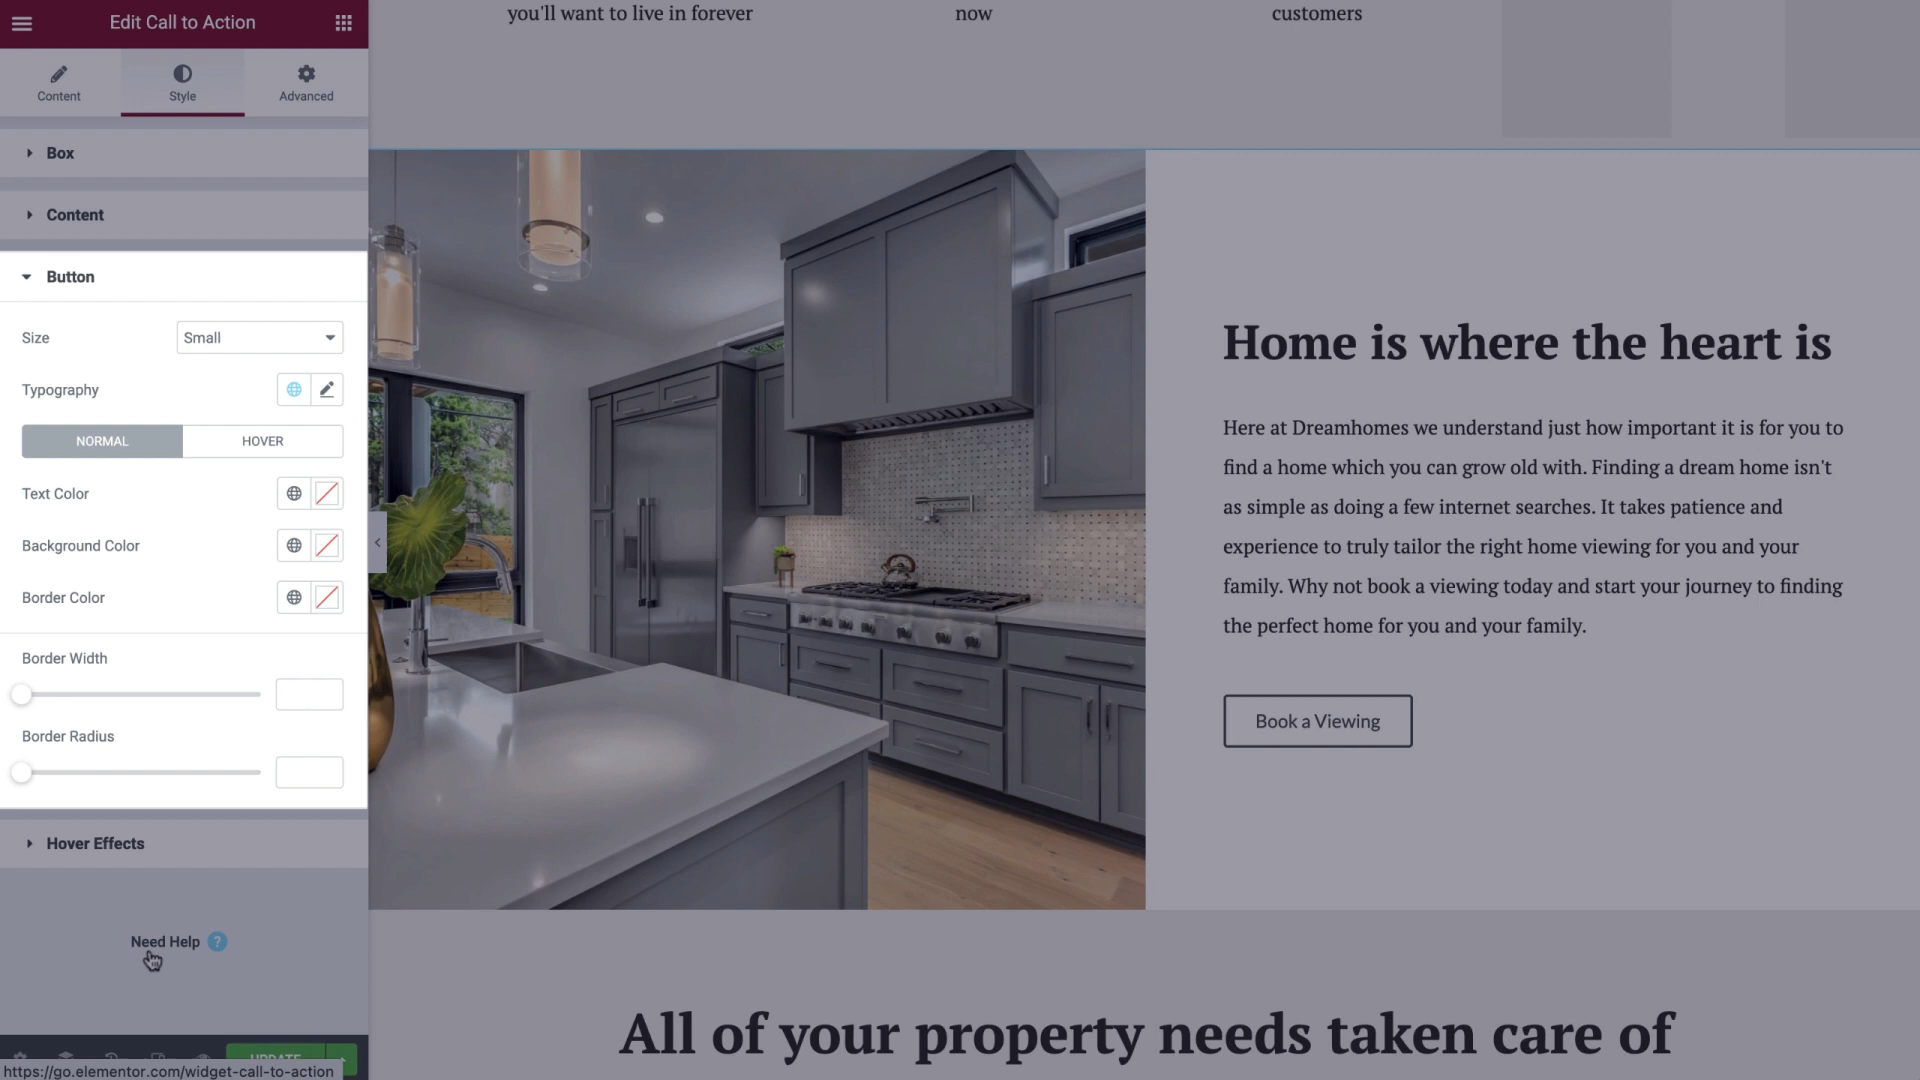 Edit Call to Action
Content
Style
Advanced
Box
Content
Button
Size
Small
Typography
NORMAL
HOVER
Text Color
Background Color
Border Color
Border Width
Border Radius
Hover Effects
Need Help ?
UPDATE
https://go.elementor.com/widget-call-to-action
you'll want to live in forever
now
customers
Home is where the heart is
Here at Dreamhomes we understand just how important it is for you to
find a home which you can grow old with. Finding a dream home isn't
as simple as doing a few internet searches. It takes patience and
experience to truly tailor the right home viewing for you and your
family. Why not book a viewing today and start your journey to finding
the perfect home for you and your family.
Book a Viewing
All of your property needs taken care of